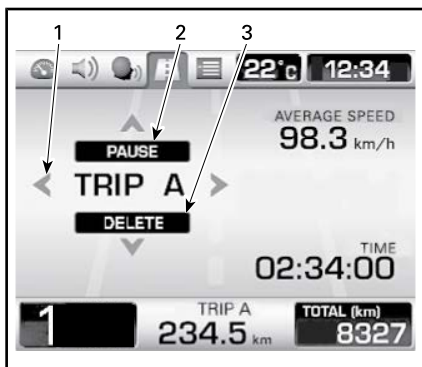 1 2 3
22°C 12:34
AVERAGE SPEED
98.3 km/h
PAUSE
TRIP A
DELETE
TIME
02:34:00
1
TRIP A
234.5 km
TOTAL (km)
8327